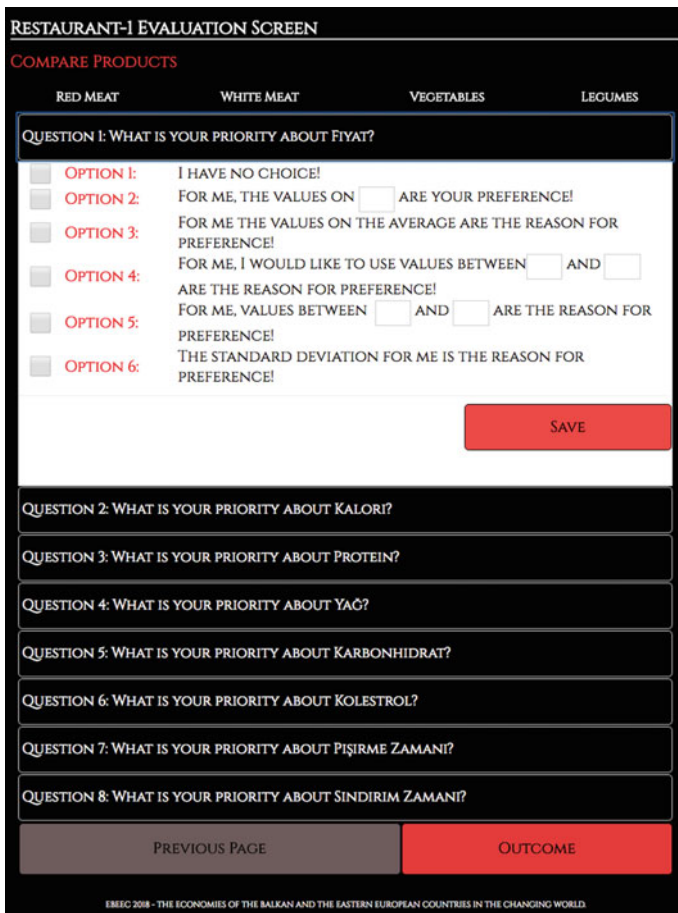 Restaurant-1 Evaluation Screen
Compare Products
Red Meat White Meat Vegetables Legumes
Question 1: What is your priority about Fiyat?
Option 1: I have no choice!
Option 2: For me, the values on are your preference!
Option 3: For me the values on the average are the reason for
preference!
Option 4: For me, I would like to use values between and
are the reason for preference!
Option 5: For me, values between and are the reason for
preference!
Option 6: The standard deviation for me is the reason for
preference!
Save
Question 2: What is your priority about Kalori?
Question 3: What is your priority about Protein?
Question 4: What is your priority about Yağ?
Question 5: What is your priority about Karbonhidrat?
Question 6: What is your priority about Kolestrol?
Question 7: What is your priority about Pişirme Zamanı?
Question 8: What is your priority about Sindirim Zamanı?
Previous Page Outcome
EBEEC 2018 - The Economies of the Balkan and the Eastern European Countries in the Changing World.